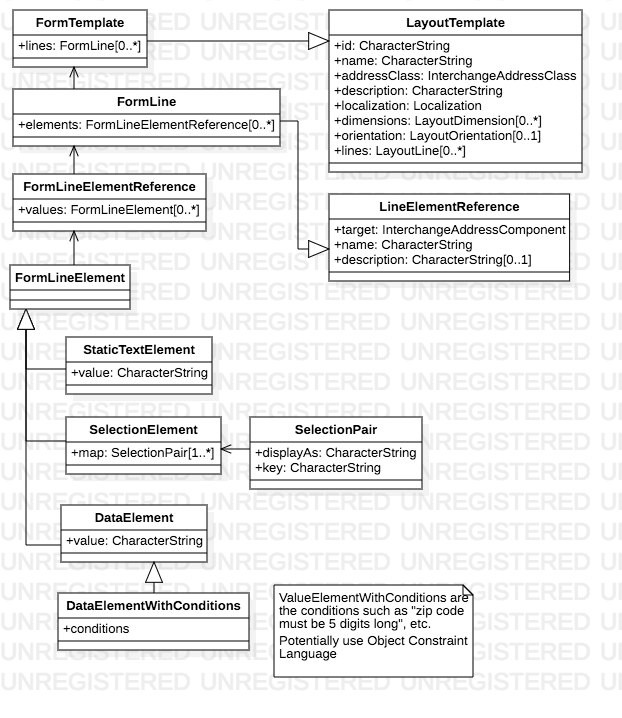 FormTemplate
+lines: FormLine[0..*]
LayoutTemplate
+id: CharacterString
+name: CharacterString
+addressClass: InterchangeAddressClass
+description: CharacterString
+localization: Localization
+dimensions: LayoutDimension[0..*]
+orientation: LayoutOrientation[0..1]
+lines: LayoutLine[0..*]
FormLine
+elements: FormLineElementReference[0..*]
FormLineElementReference
+values: FormLineElement[0..*]
LineElementReference
+target: InterchangeAddressComponent
+name: CharacterString
+description: CharacterString[0..1]
FormLineElement
StaticTextElement
+value: CharacterString
SelectionElement
+map: SelectionPair[1..*]
SelectionPair
+displayAs: CharacterString
+key: CharacterString
DataElement
+value: CharacterString
DataElementWithConditions
+conditions
ValueElementWithConditions are
the conditions such as "zip code
must be 5 digits long", etc.
Potentially use Object Constraint
Language
UNREGISTERED